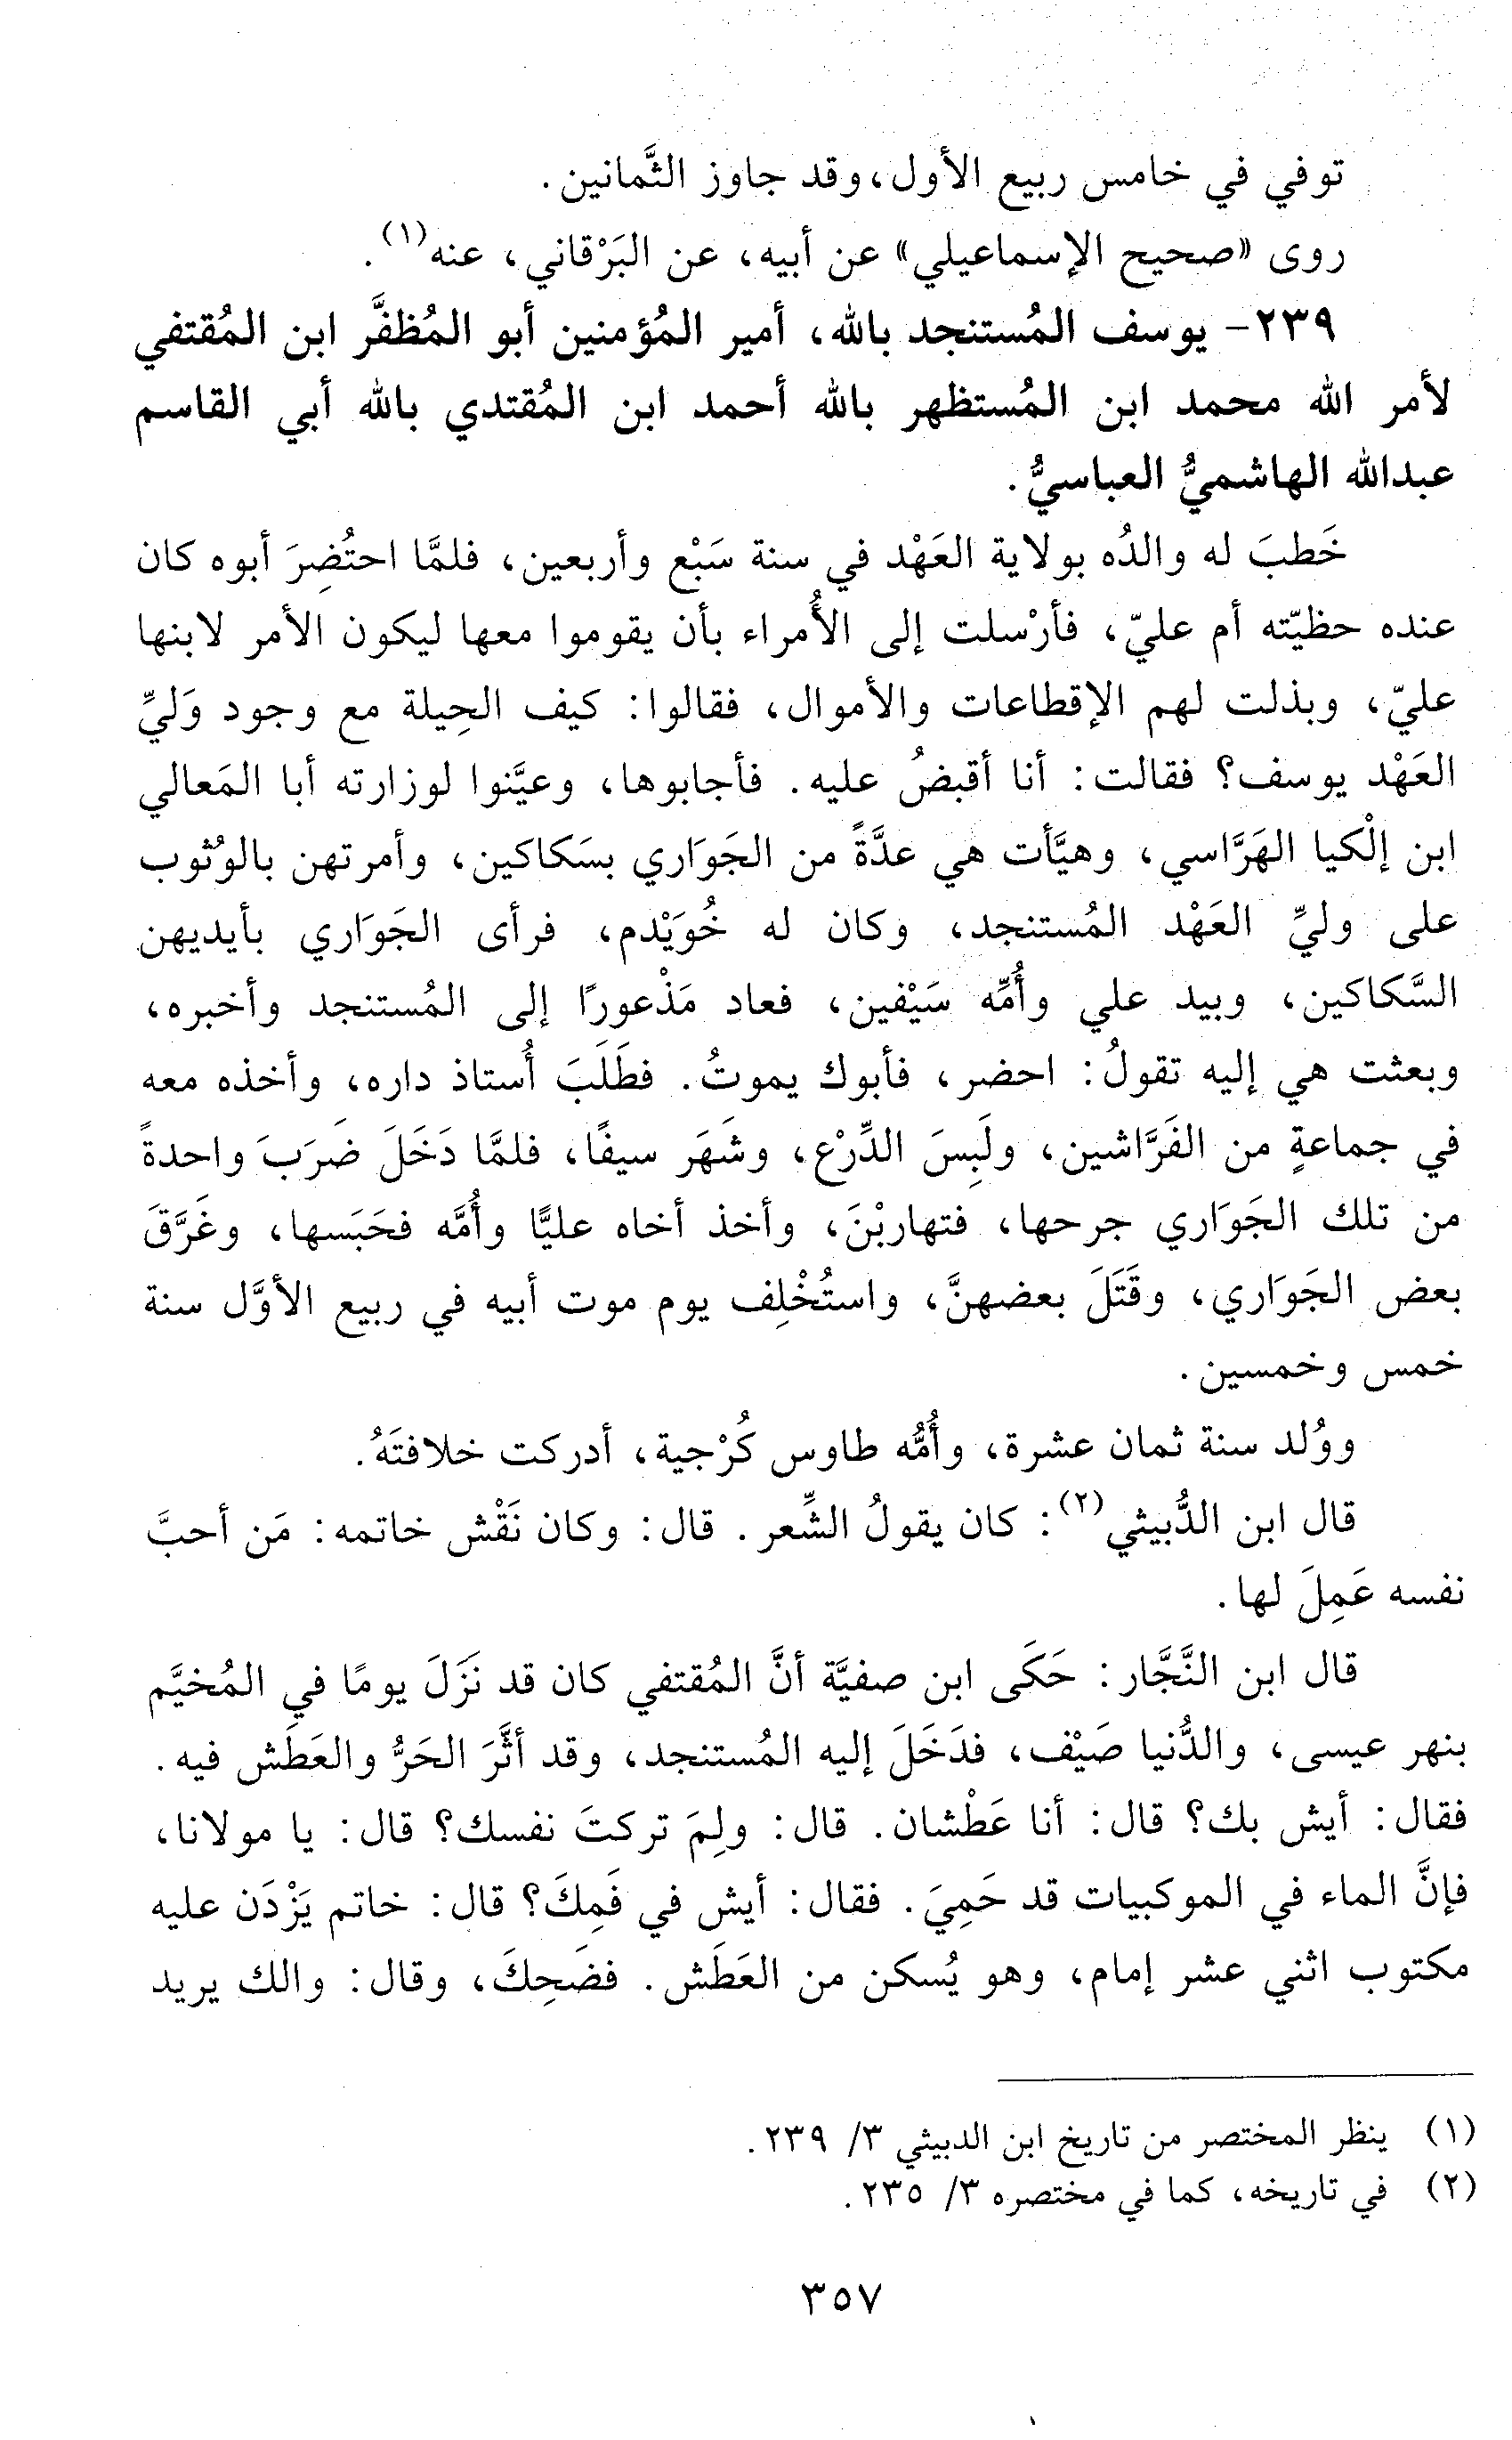 توفي في خامس ربيع الأول، وقد جاوز الثَّمانين.
روى «صحيح الإسماعيلي» عن أبيه، عن البَرْقاني، عنه(١).
٢٣٩- يوسف المُستنجد بالله، أمير المُؤمنين أبو المُظفَّر ابن المُقتفي
لأمر الله محمد ابن المُستظهر بالله أحمد ابن المُقتدي بالله أبي القاسم
عبدالله الهاشميُّ العباسيُّ.
خَطبَ له والدُه بولاية العَهْد في سنة سَبْع وأربعين، فلمَّا احتُضِرَ أبوه كان
عنده حظيّته أم عليّ، فأرْسلت إلى الأُمراء بأن يقوموا معها ليكون الأمر لابنها
عليّ، وبذلت لهم الإقطاعات والأموال، فقالوا: كيف الحِيلة مع وجود وَليِّ
العَهْد يوسف؟ فقالت: أنا أقبضُ عليه. فأجابوها، وعيَّنوا لوزارته أبا المَعالي
ابن إلْكيا الهَرَّاسي، وهيَّأت هي عدَّةً من الجَوَاري بسَكاكين، وأمرتهن بالوُثوب
على وليِّ العَهْد المُستنجد، وكان له خُوَيْدم، فرأى الجَوَاري بأيديهن
السَّكاكين، وبيد علي وأُمِّه سَيْفين، فعاد مَذْعورًا إلى المُستنجد وأخبره،
وبعثت هي إليه تقولُ: احضر، فأبوك يموتُ. فطَلَبَ أُستاذ داره، وأخذه معه
في جماعةٍ من الفَرَّاشين، ولَبِسَ الدِّرْع، وشَهَر سيفًا، فلمَّا دَخَلَ ضَرَبَ واحدةً
من تلك الجَوَاري جرحها، فتهاربْنَ، وأخذ أخاه عليًّا وأُمَّه فحَبَسها، وغَرَّقَ
بعض الجَوَاري، وقَتَلَ بعضهنَّ، واستُخْلِف يوم موت أبيه في ربيع الأوَّل سنة
خمس وخمسين.
ووُلد سنة ثمان عشرة، وأُمُّه طاوس كُرْجية، أدركت خلافتَهُ.
قال ابن الدُّبيثي(٢): كان يقولُ الشِّعر. قال: وكان نَقْش خاتمه: مَن أحبَّ
نفسه عَمِلَ لها.
قال ابن النَّجَّار: حَكَى ابن صفيَّة أنَّ المُقتفي كان قد نَزَلَ يومًا في المُخيَّم
بنهر عيسى، والدُّنيا صَيْف، فدَخَلَ إليه المُستنجد، وقد أثَّرَ الحَرُّ والعَطَش فيه.
فقال: أيش بك؟ قال: أنا عَطْشان. قال: ولِمَ تركتَ نفسك؟ قال: يا مولانا،
فإنَّ الماء في الموكبيات قد حَمِيَ. فقال: أيش في فَمِكَ؟ قال: خاتم يَزْدَن عليه
مكتوب اثني عشر إمام، وهو يُسكن من العَطَش. فضَحِكَ، وقال: والك يريد
(١) ينظر المختصر من تاريخ ابن الدبيثي ٣/ ٢٣٩.
(٢) في تاريخه، كما في مختصره ٣/ ٢٣٥.
٣٥٧